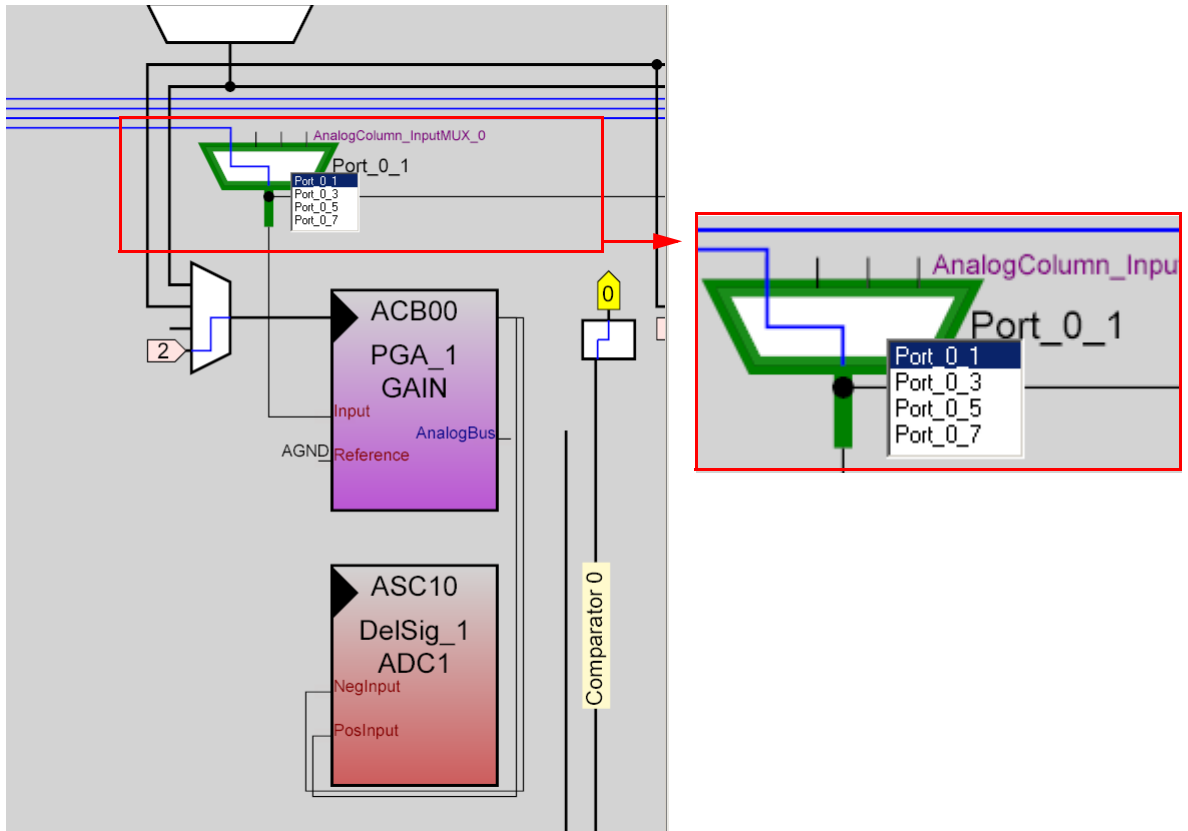 AnalogColumn_InputMUX_0
Port_0_1
Port_0_1
Port_0_3
Port_0_5
Port_0_7
2
ACB00
PGA_1
GAIN
Input
AnalogBus
AGND
Reference
0
Comparator 0
ASC10
DelSig_1
ADC1
NegInput
PosInput
AnalogColumn_Inpu
Port_0_1
Port_0_1
Port_0_3
Port_0_5
Port_0_7